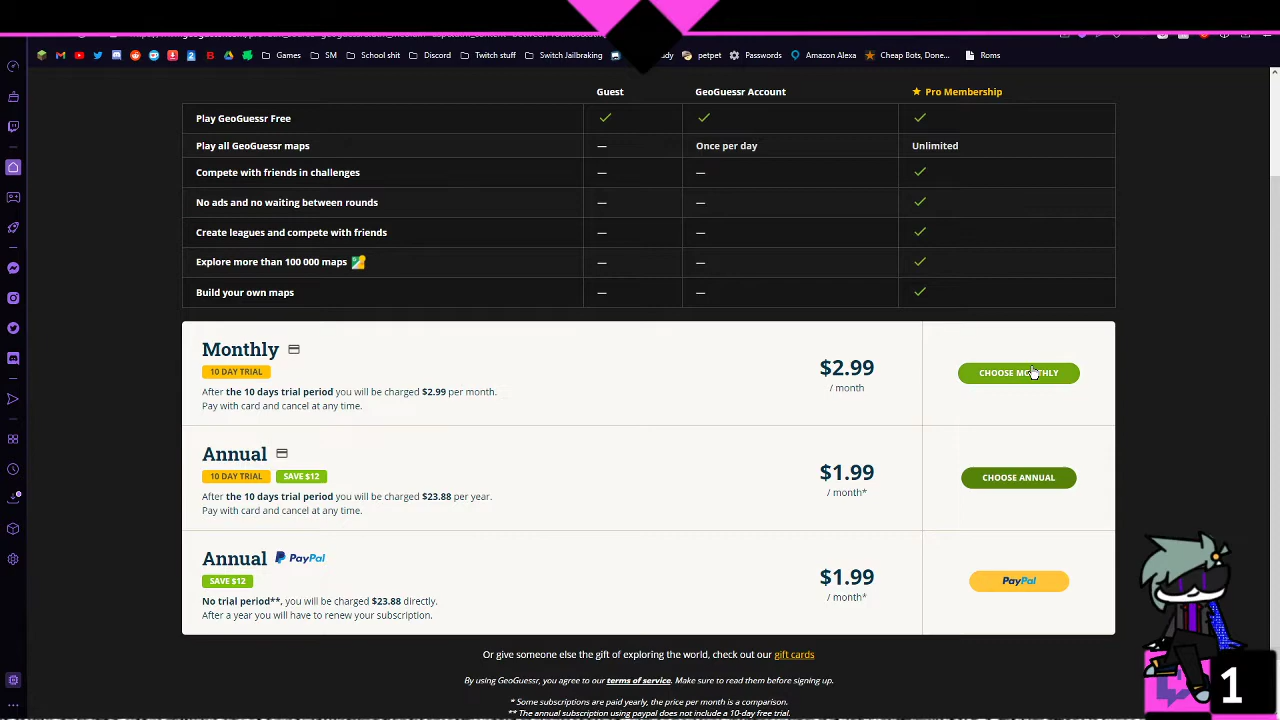 Games SM School shit Discord Twitch stuff Switch Jailbraking petpet Passwords Amazon Alexa Cheap Bots, Done... Roms
Guest GeoGuessr Account Pro Membership
Play GeoGuessr Free
Play all GeoGuessr maps — Once per day Unlimited
Compete with friends in challenges — —
No ads and no waiting between rounds — —
Create leagues and compete with friends — —
Explore more than 100 000 maps — —
Build your own maps — —
Monthly
10 DAY TRIAL
After the 10 days trial period you will be charged $2.99 per month.
Pay with card and cancel at any time.
$2.99
/ month
CHOOSE MONTHLY
Annual
10 DAY TRIAL SAVE $12
After the 10 days trial period you will be charged $23.88 per year.
Pay with card and cancel at any time.
$1.99
/ month*
CHOOSE ANNUAL
Annual PayPal
SAVE $12
No trial period**, you will be charged $23.88 directly.
After a year you will have to renew your subscription.
$1.99
/ month*
PayPal
Or give someone else the gift of exploring the world, check out our gift cards
By using GeoGuessr, you agree to our terms of service. Make sure to read them before signing up.
* Some subscriptions are paid yearly, the price per month is a comparison.
** The annual subscription using paypal does not include a 10-day free trial.
1